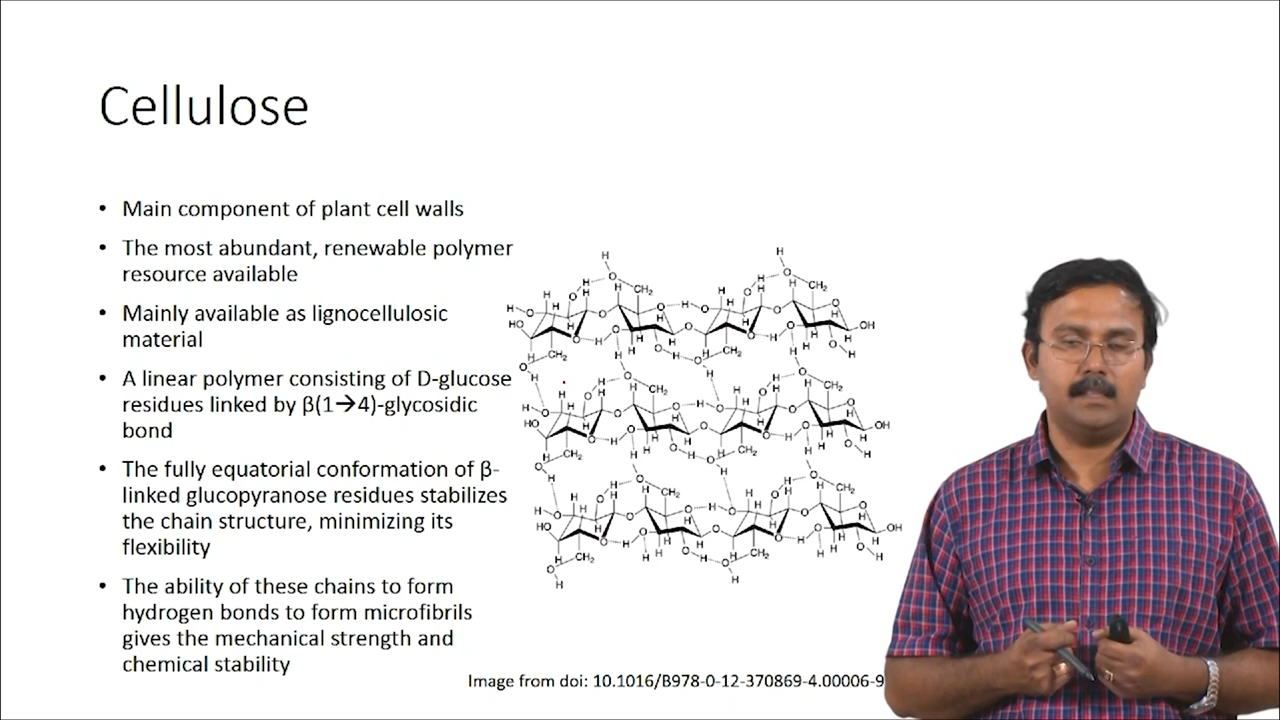 Cellulose
• Main component of plant cell walls
• The most abundant, renewable polymer
resource available
• Mainly available as lignocellulosic
material
• A linear polymer consisting of D-glucose
residues linked by β(1→4)-glycosidic
bond
• The fully equatorial conformation of β-
linked glucopyranose residues stabilizes
the chain structure, minimizing its
flexibility
• The ability of these chains to form
hydrogen bonds to form microfibrils
gives the mechanical strength and
chemical stability
Image from doi: 10.1016/B978-0-12-370869-4.00006-9